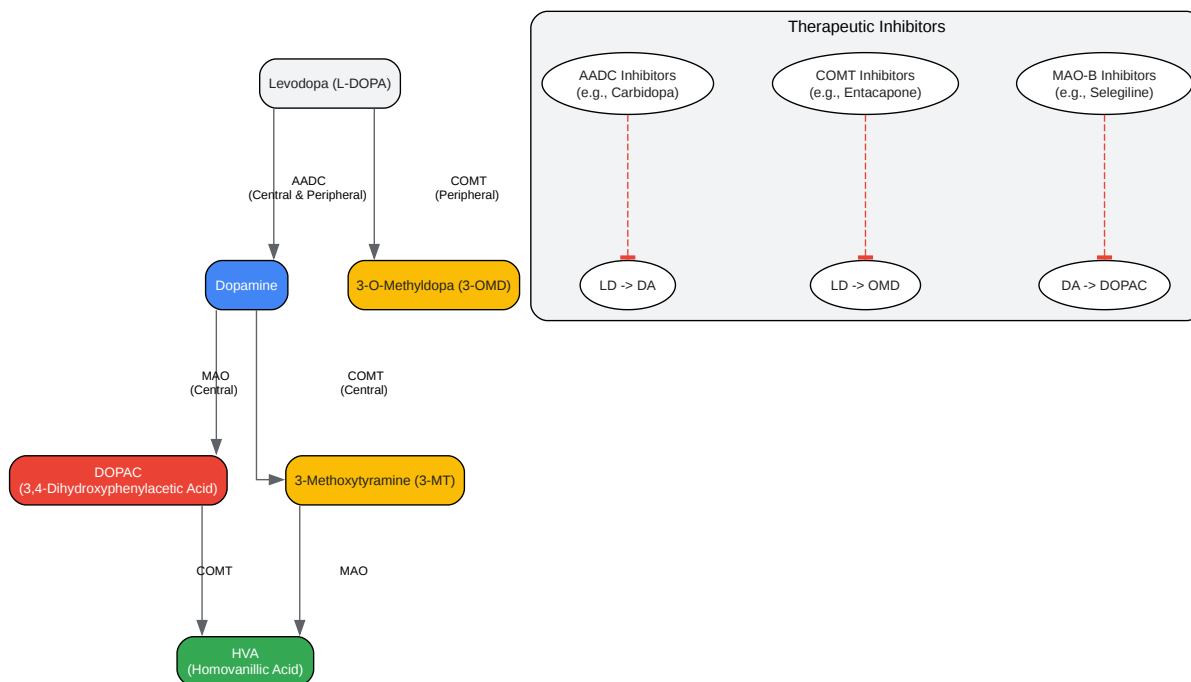 Therapeutic Inhibitors
Levodopa (L-DOPA)
AADC Inhibitors
(e.g., Carbidopa)
COMT Inhibitors
(e.g., Entacapone)
MAO-B Inhibitors
(e.g., Selegiline)
AADC
(Central & Peripheral)
COMT
(Peripheral)
Dopamine
3-O-Methyldopa (3-OMD)
LD -> DA
LD -> OMD
DA -> DOPAC
MAO
(Central)
COMT
(Central)
DOPAC
(3,4-Dihydroxyphenylacetic Acid)
3-Methoxytyramine (3-MT)
COMT
MAO
HVA
(Homovanillic Acid)